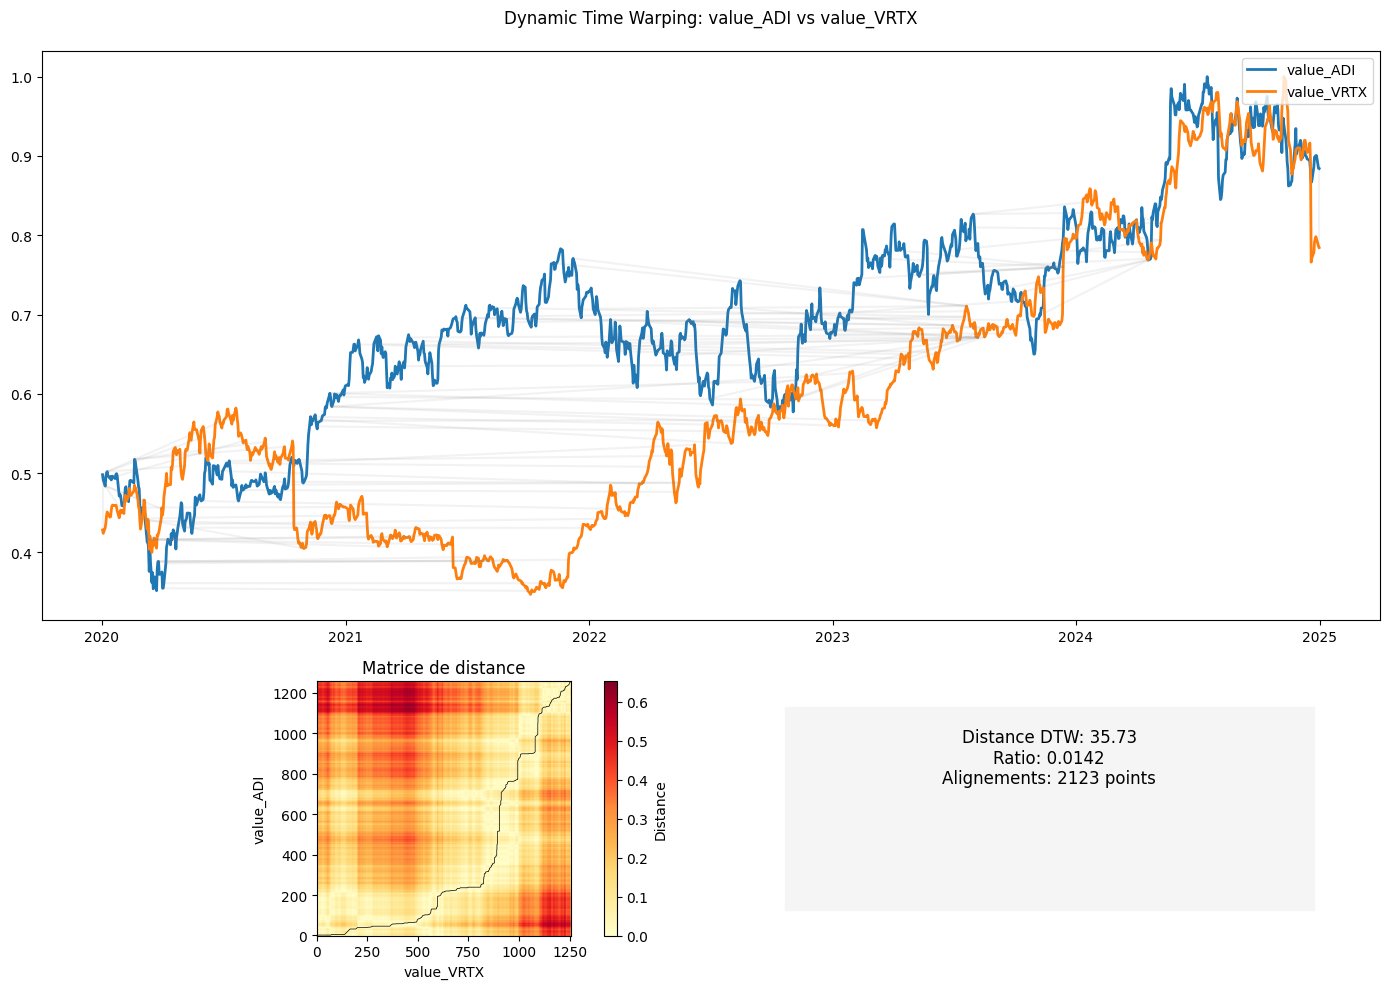 Dynamic Time Warping: value_ADI vs value_VRTX
value_ADI
value_VRTX
1.0
0.9
0.8
0.7
0.6
0.5
0.4
2020 2021 2022 2023 2024 2025
Matrice de distance
value_ADI
1200
1000
800
600
400
200
0
0 250 500 750 1000 1250
value_VRTX
0.6
0.5
0.4
0.3
0.2
0.1
0.0
Distance
Distance DTW: 35.73
Ratio: 0.0142
Alignements: 2123 points